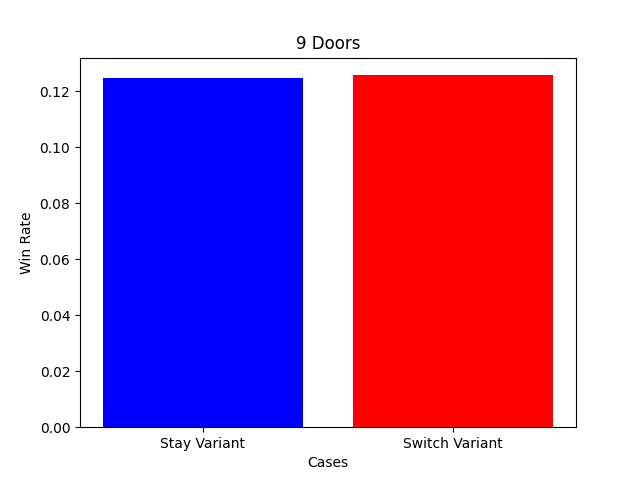 9 Doors
Win Rate
0.12
0.10
0.08
0.06
0.04
0.02
0.00
Stay Variant
Switch Variant
Cases